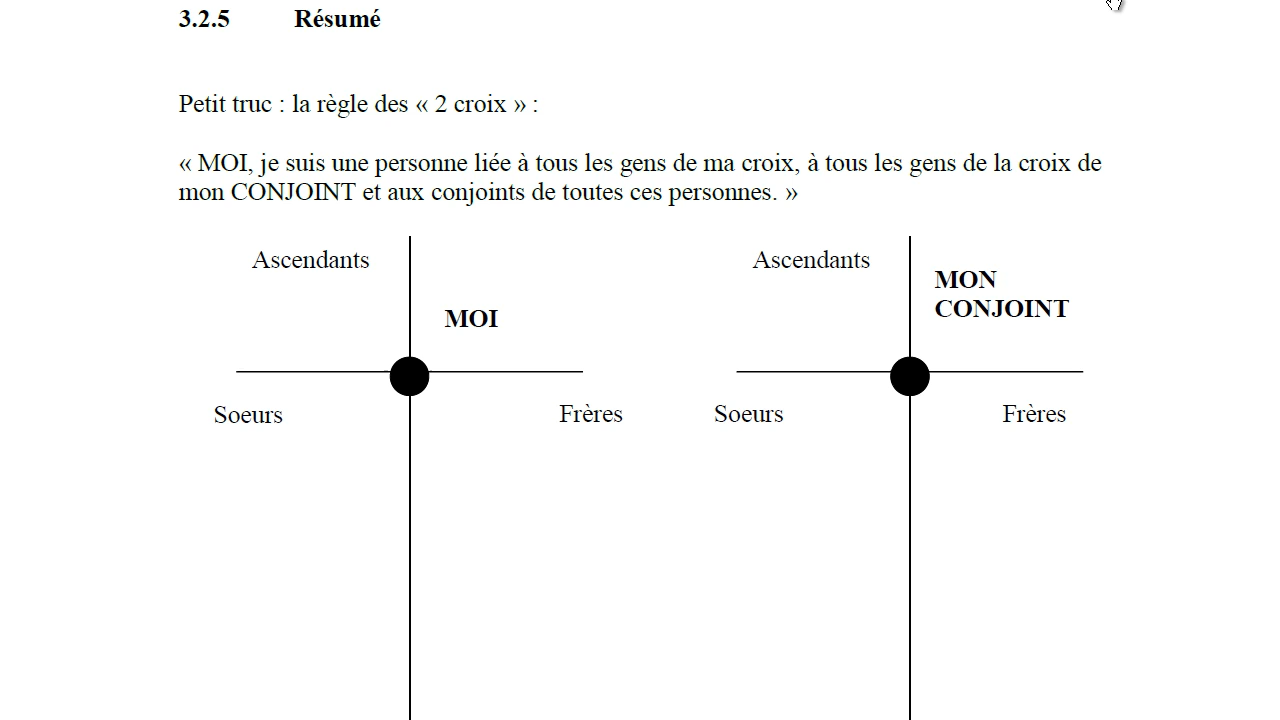 3.2.5 Résumé
Petit truc : la règle des « 2 croix » :
« MOI, je suis une personne liée à tous les gens de ma croix, à tous les gens de la croix de
mon CONJOINT et aux conjoints de toutes ces personnes. »
Ascendants
MOI
Soeurs
Frères
Ascendants
MON
CONJOINT
Soeurs
Frères